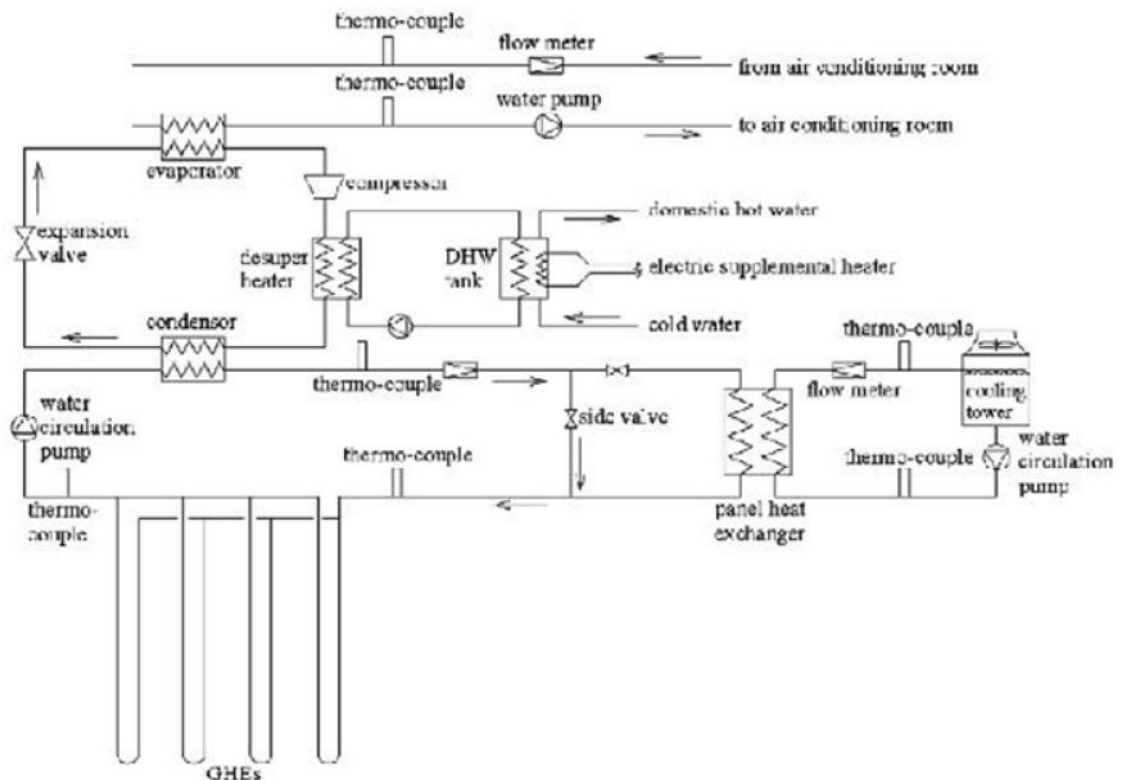 thermo-couple
flow meter
from air conditioning room
thermo-couple
water pump
to air conditioning room
evaporator
compressor
expansion
valve
desuper
heater
DHW
tank
domestic hot water
electric supplemental heater
cold water
condensor
thermo-couple
thermo-couple
flow meter
cooling
tower
water
circulation
pump
side valve
thermo-couple
thermo-couple
water
circulation
pump
thermo-
couple
panel heat
exchanger
GHEs